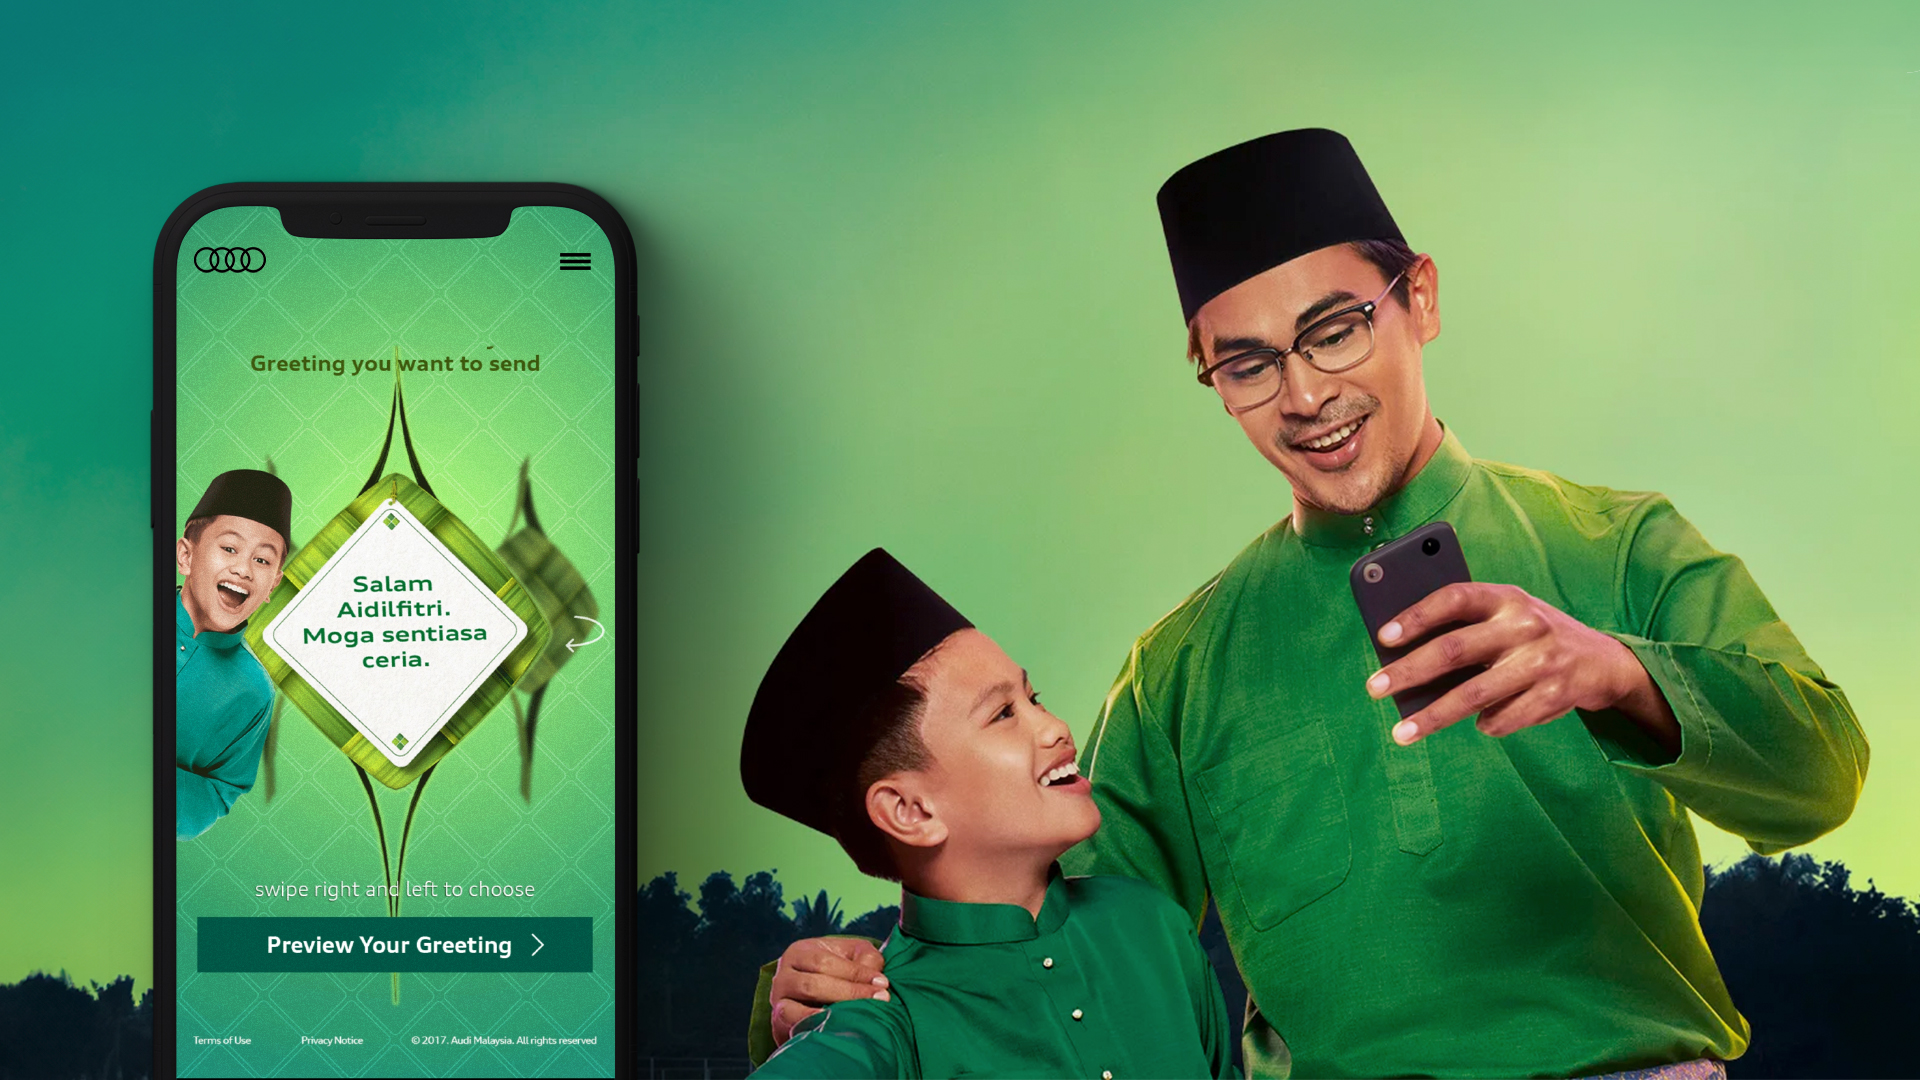 Greeting you want to send
Salam
Aidilfitri.
Moga sentiasa
ceria.
swipe right and left to choose
Preview Your Greeting
Terms of Use
Privacy Notice
© 2017. Audi Malaysia. All rights reserved